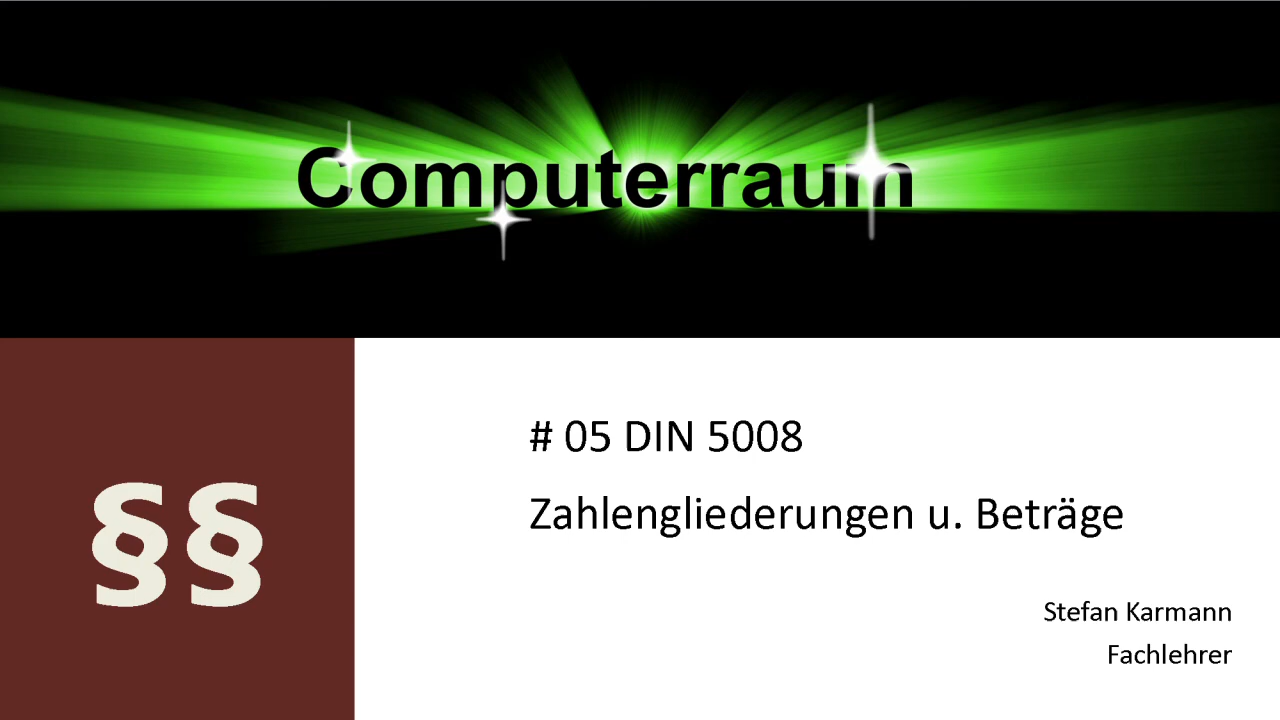 Computerraum
§§
# 05 DIN 5008
Zahlengliederungen u. Beträge
Stefan Karmann
Fachlehrer